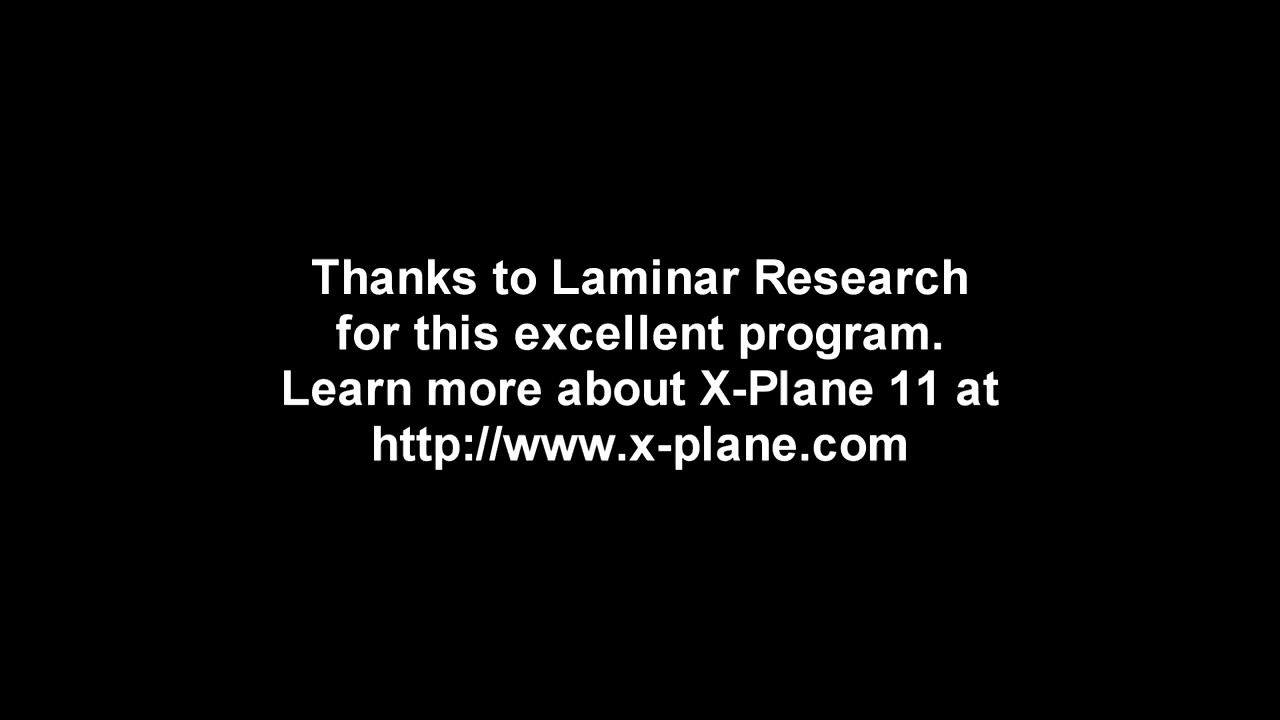 Thanks to Laminar Research
for this excellent program.
Learn more about X-Plane 11 at
http://www.x-plane.com